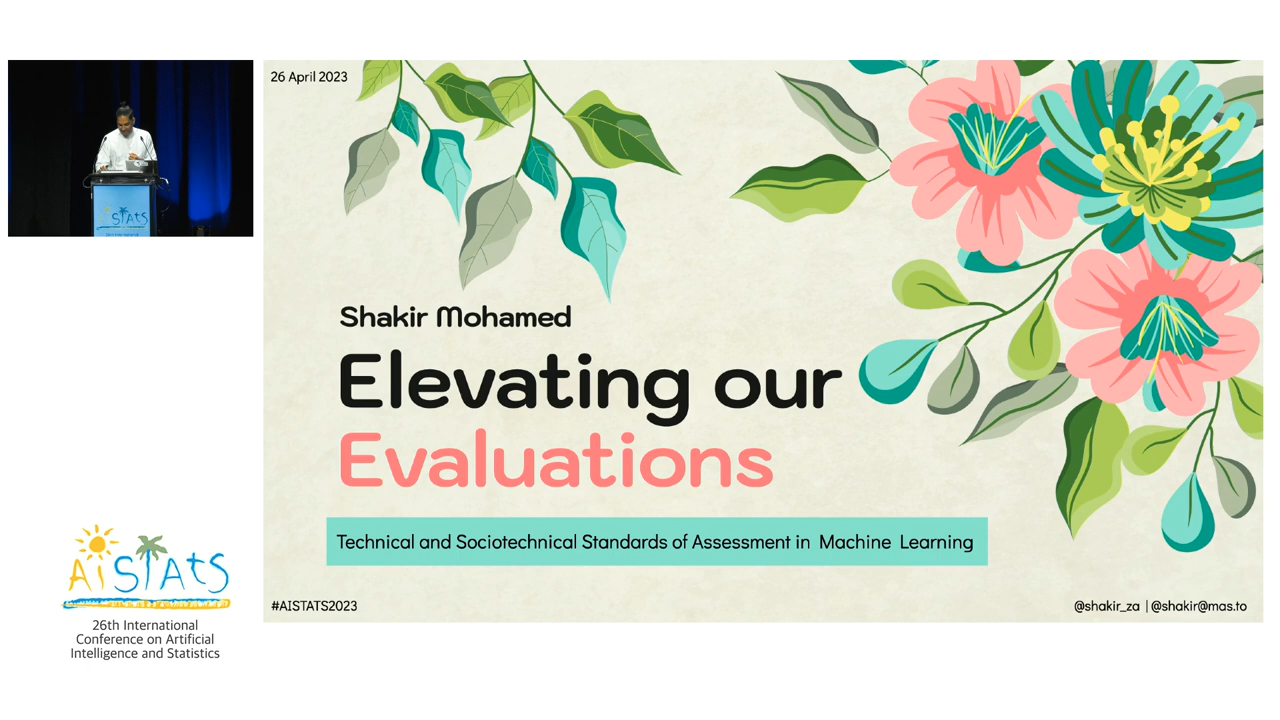 26 April 2023
Shakir Mohamed
Elevating our
Evaluations
Technical and Sociotechnical Standards of Assessment in Machine Learning
#AISTATS2023
@shakir_za | @shakir@mas.to
AISTATS
AISTATS
26th International
Conference on Artificial
Intelligence and Statistics